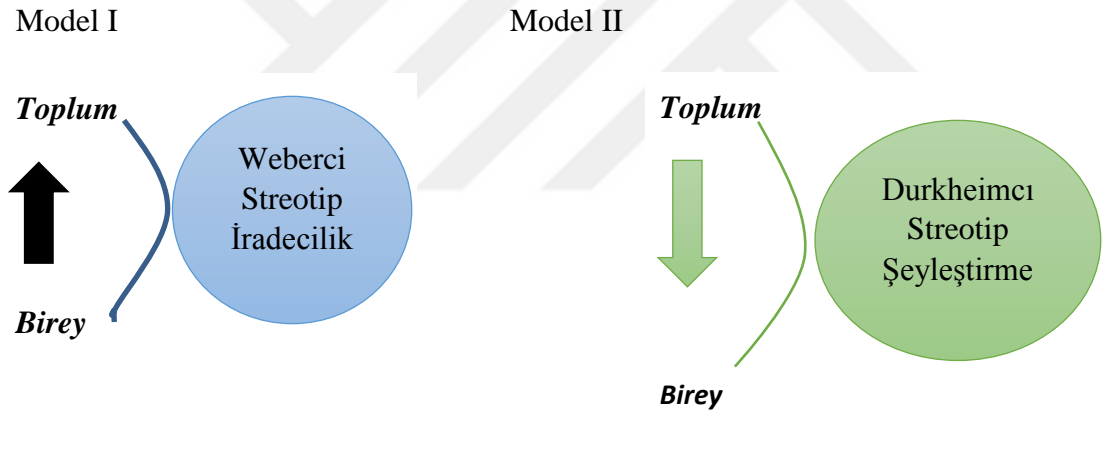 Model I
Model II
Toplum
Weberci
Streotip
İradecilik
Birey
Toplum
Durkheimcı
Streotip
Şeyleştirme
Birey